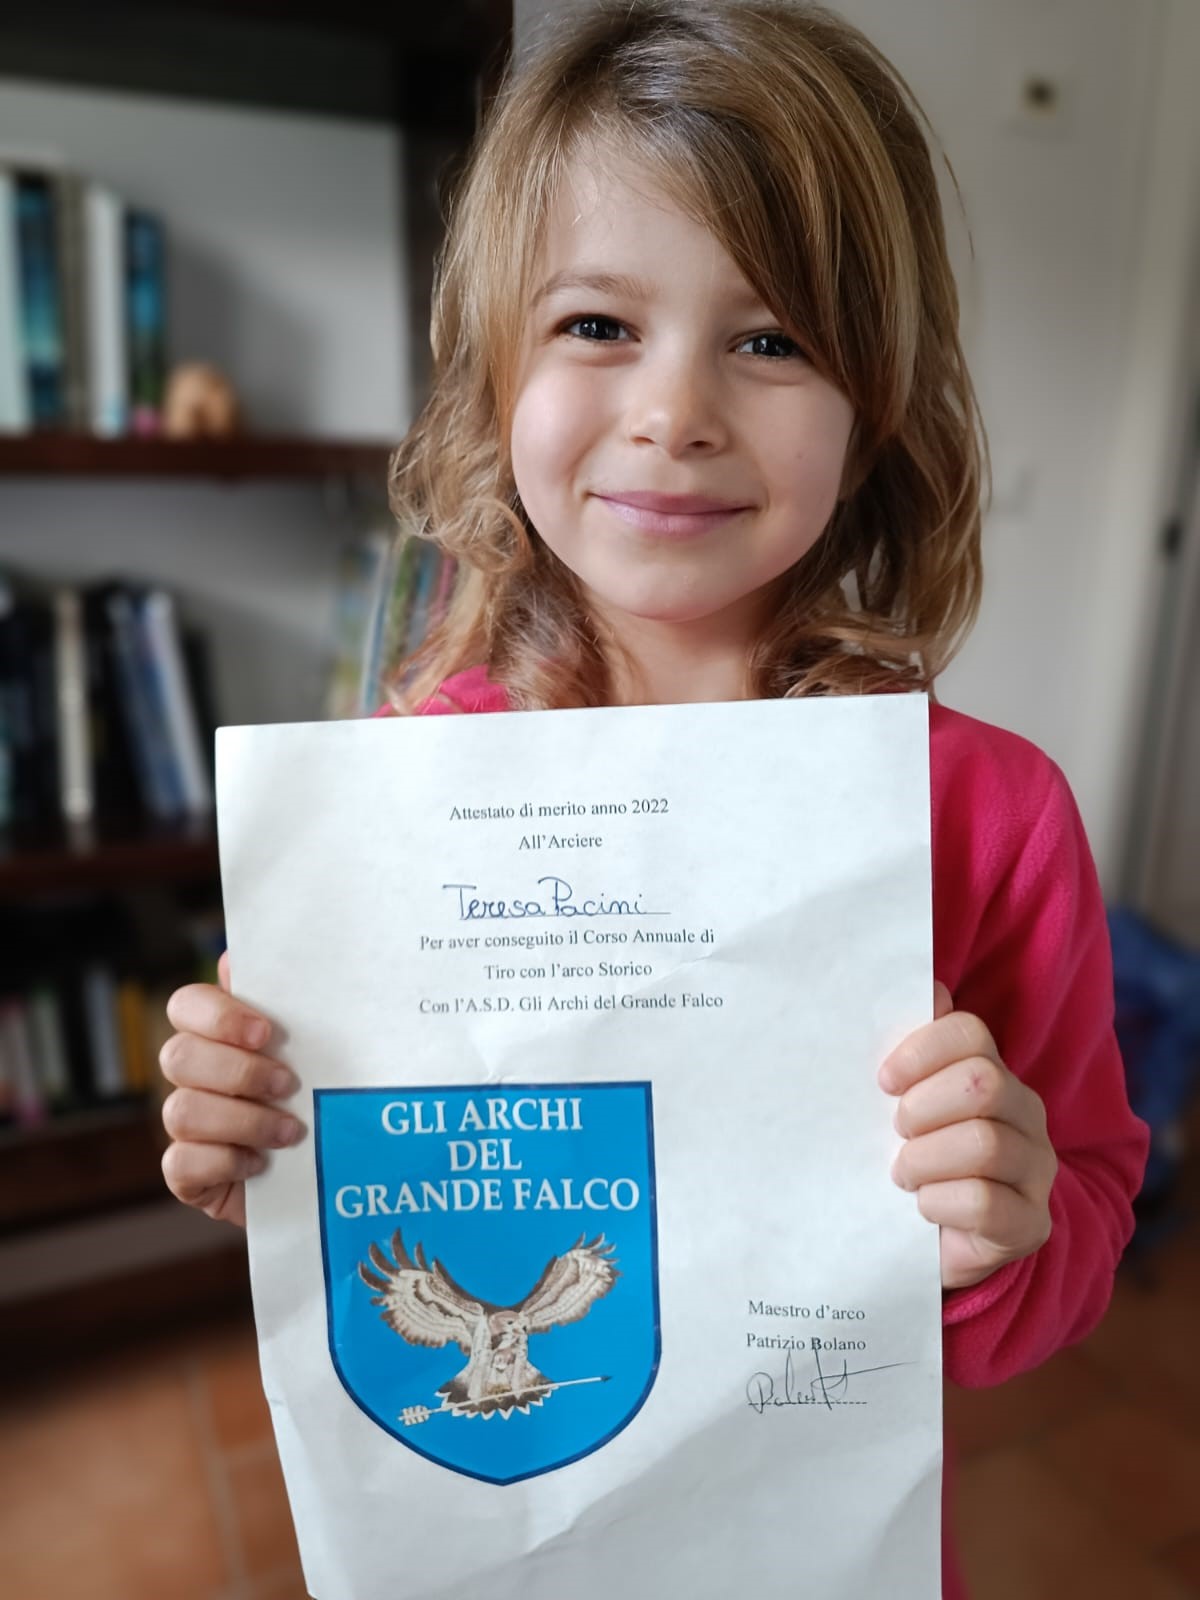 Attestato di merito anno 2022
All'Arciere
Teresa Pacini
Per aver conseguito il Corso Annuale di
Tiro con l'arco Storico
Con l'A.S.D. Gli Archi del Grande Falco
GLI ARCHI
DEL
GRANDE FALCO
Maestro d'arco
Patrizio Bolano